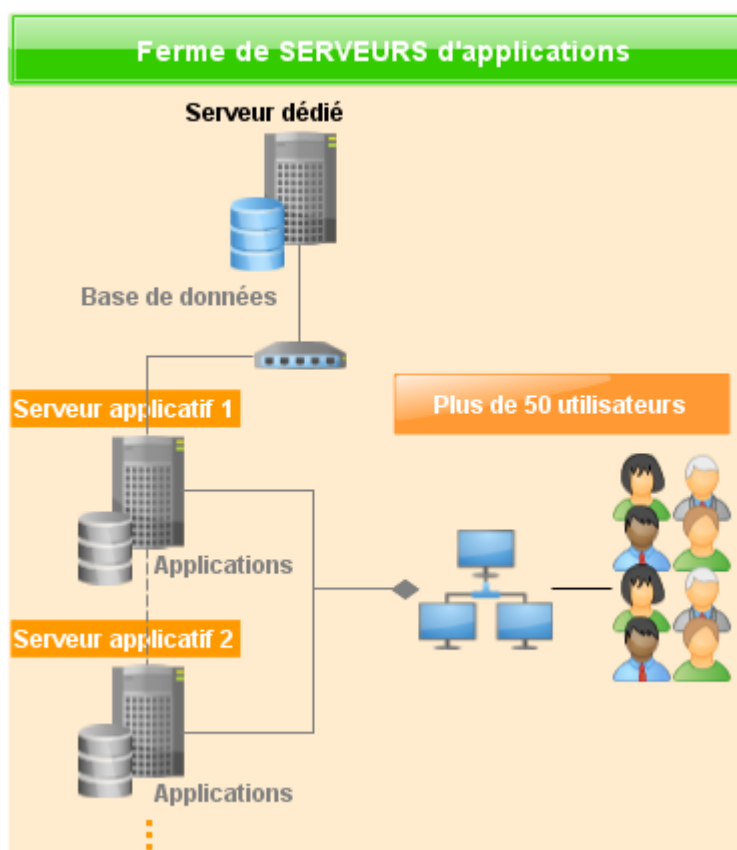 Ferme de SERVEURS d'applications
Serveur dédié
Base de données
Serveur applicatif 1
Plus de 50 utilisateurs
Applications
Serveur applicatif 2
Applications